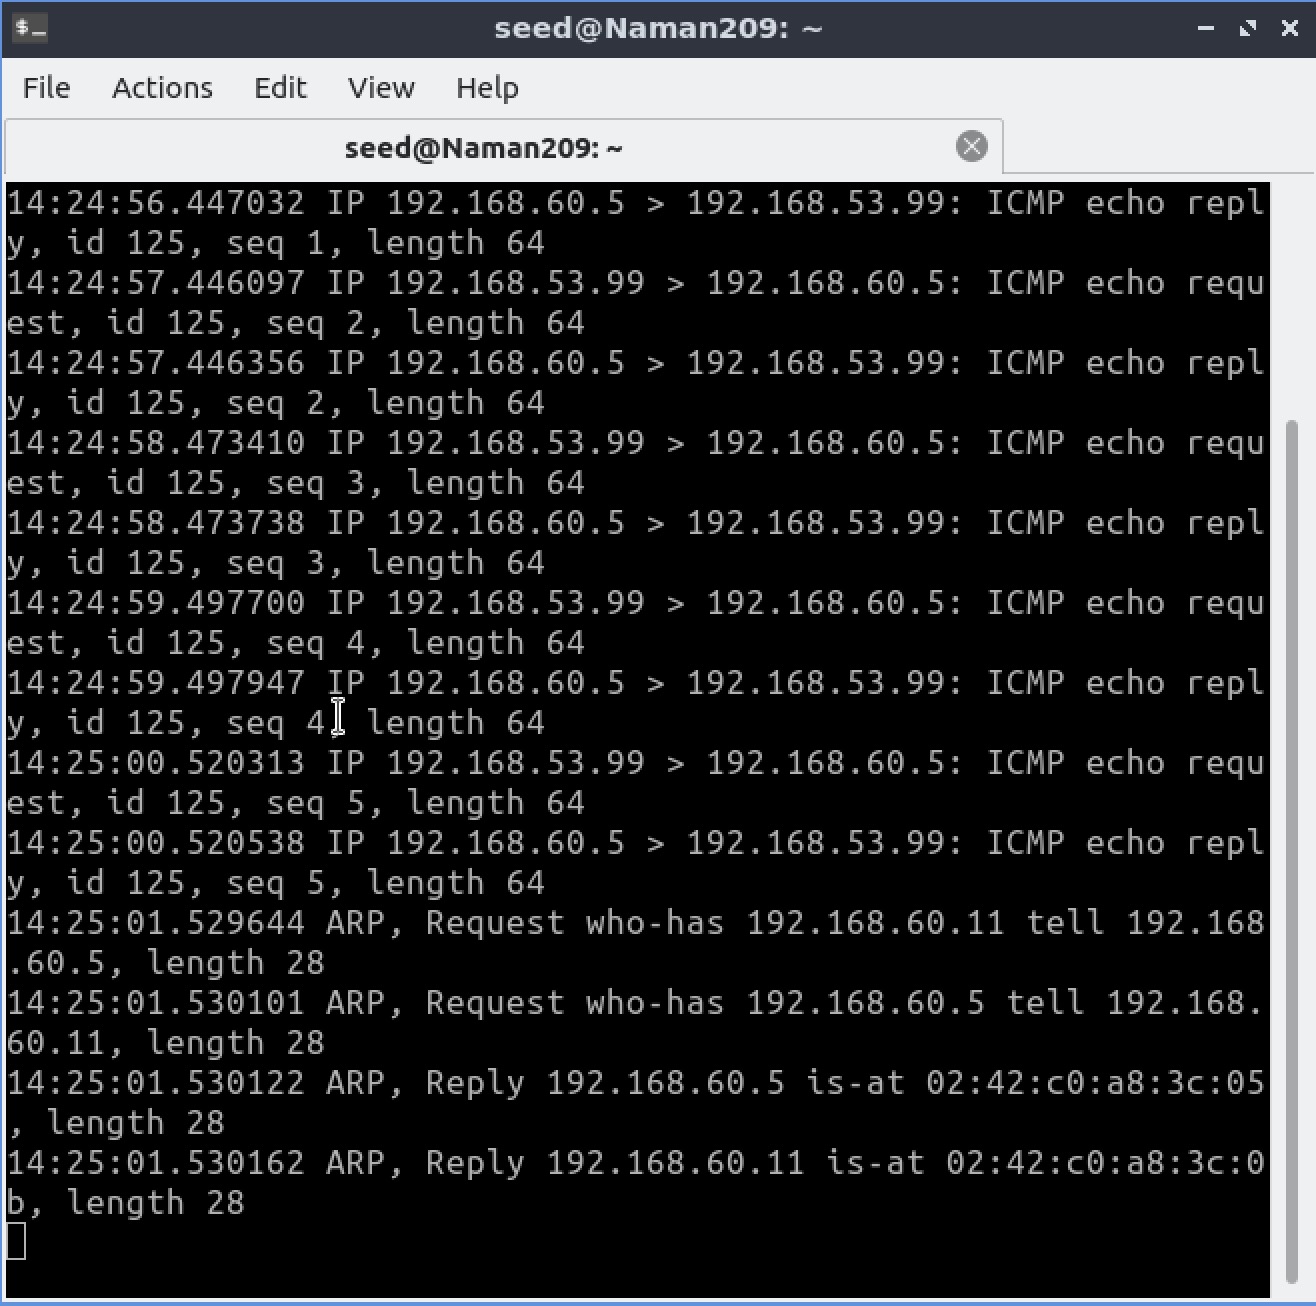 $_
seed@Naman209: ~
File Actions Edit View Help
seed@Naman209: ~
14:24:56.447032 IP 192.168.60.5 > 192.168.53.99: ICMP echo repl
y, id 125, seq 1, length 64
14:24:57.446097 IP 192.168.53.99 > 192.168.60.5: ICMP echo requ
est, id 125, seq 2, length 64
14:24:57.446356 IP 192.168.60.5 > 192.168.53.99: ICMP echo repl
y, id 125, seq 2, length 64
14:24:58.473410 IP 192.168.53.99 > 192.168.60.5: ICMP echo requ
est, id 125, seq 3, length 64
14:24:58.473738 IP 192.168.60.5 > 192.168.53.99: ICMP echo repl
y, id 125, seq 3, length 64
14:24:59.497700 IP 192.168.53.99 > 192.168.60.5: ICMP echo requ
est, id 125, seq 4, length 64
14:24:59.497947 IP 192.168.60.5 > 192.168.53.99: ICMP echo repl
y, id 125, seq 4, length 64
14:25:00.520313 IP 192.168.53.99 > 192.168.60.5: ICMP echo requ
est, id 125, seq 5, length 64
14:25:00.520538 IP 192.168.60.5 > 192.168.53.99: ICMP echo repl
y, id 125, seq 5, length 64
14:25:01.529644 ARP, Request who-has 192.168.60.11 tell 192.168
.60.5, length 28
14:25:01.530101 ARP, Request who-has 192.168.60.5 tell 192.168.
60.11, length 28
14:25:01.530122 ARP, Reply 192.168.60.5 is-at 02:42:c0:a8:3c:05
, length 28
14:25:01.530162 ARP, Reply 192.168.60.11 is-at 02:42:c0:a8:3c:0
b, length 28